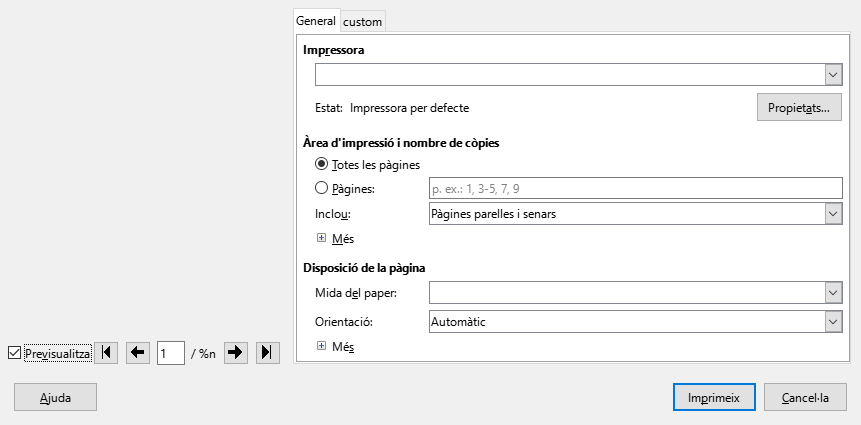 General custom
Impressora
Estat: Impressora per defecte Propietats...
Àrea d'impressió i nombre de còpies
Totes les pàgines
Pàgines: p. ex.: 1, 3-5, 7, 9
Inclou: Pàgines parelles i senars
Més
Disposició de la pàgina
Mida del paper:
Orientació: Automàtic
Més
Previsualitza 1 / %n
Ajuda Imprimeix Cancel·la